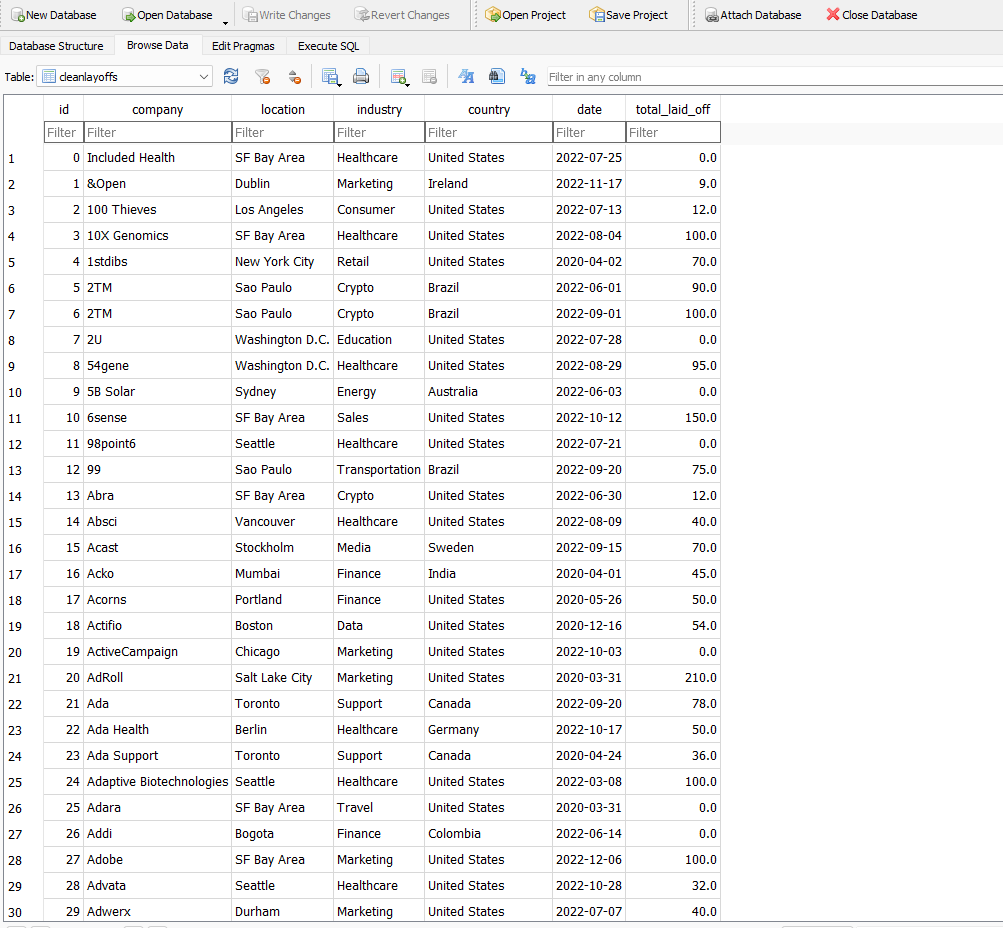 New Database Open Database Write Changes Revert Changes Open Project Save Project Attach Database Close Database
Database Structure Browse Data Edit Pragmas Execute SQL
Table: cleanlayoffs Filter in any column
id company location industry country date total_laid_off
Filter Filter Filter Filter Filter Filter Filter
1 0 Included Health SF Bay Area Healthcare United States 2022-07-25 0.0
2 1 &Open Dublin Marketing Ireland 2022-11-17 9.0
3 2 100 Thieves Los Angeles Consumer United States 2022-07-13 12.0
4 3 10X Genomics SF Bay Area Healthcare United States 2022-08-04 100.0
5 4 1stdibs New York City Retail United States 2020-04-02 70.0
6 5 2TM Sao Paulo Crypto Brazil 2022-06-01 90.0
7 6 2TM Sao Paulo Crypto Brazil 2022-09-01 100.0
8 7 2U Washington D.C. Education United States 2022-07-28 0.0
9 8 54gene Washington D.C. Healthcare United States 2022-08-29 95.0
10 9 5B Solar Sydney Energy Australia 2022-06-03 0.0
11 10 6sense SF Bay Area Sales United States 2022-10-12 150.0
12 11 98point6 Seattle Healthcare United States 2022-07-21 0.0
13 12 99 Sao Paulo Transportation Brazil 2022-09-20 75.0
14 13 Abra SF Bay Area Crypto United States 2022-06-30 12.0
15 14 Absci Vancouver Healthcare United States 2022-08-09 40.0
16 15 Acast Stockholm Media Sweden 2022-09-15 70.0
17 16 Acko Mumbai Finance India 2020-04-01 45.0
18 17 Acorns Portland Finance United States 2020-05-26 50.0
19 18 Actifio Boston Data United States 2020-12-16 54.0
20 19 ActiveCampaign Chicago Marketing United States 2022-10-03 0.0
21 20 AdRoll Salt Lake City Marketing United States 2020-03-31 210.0
22 21 Ada Toronto Support Canada 2022-09-20 78.0
23 22 Ada Health Berlin Healthcare Germany 2022-10-17 50.0
24 23 Ada Support Toronto Support Canada 2020-04-24 36.0
25 24 Adaptive Biotechnologies Seattle Healthcare United States 2022-03-08 100.0
26 25 Adara SF Bay Area Travel United States 2020-03-31 0.0
27 26 Addi Bogota Finance Colombia 2022-06-14 0.0
28 27 Adobe SF Bay Area Marketing United States 2022-12-06 100.0
29 28 Advata Seattle Healthcare United States 2022-10-28 32.0
30 29 Adwerx Durham Marketing United States 2022-07-07 40.0